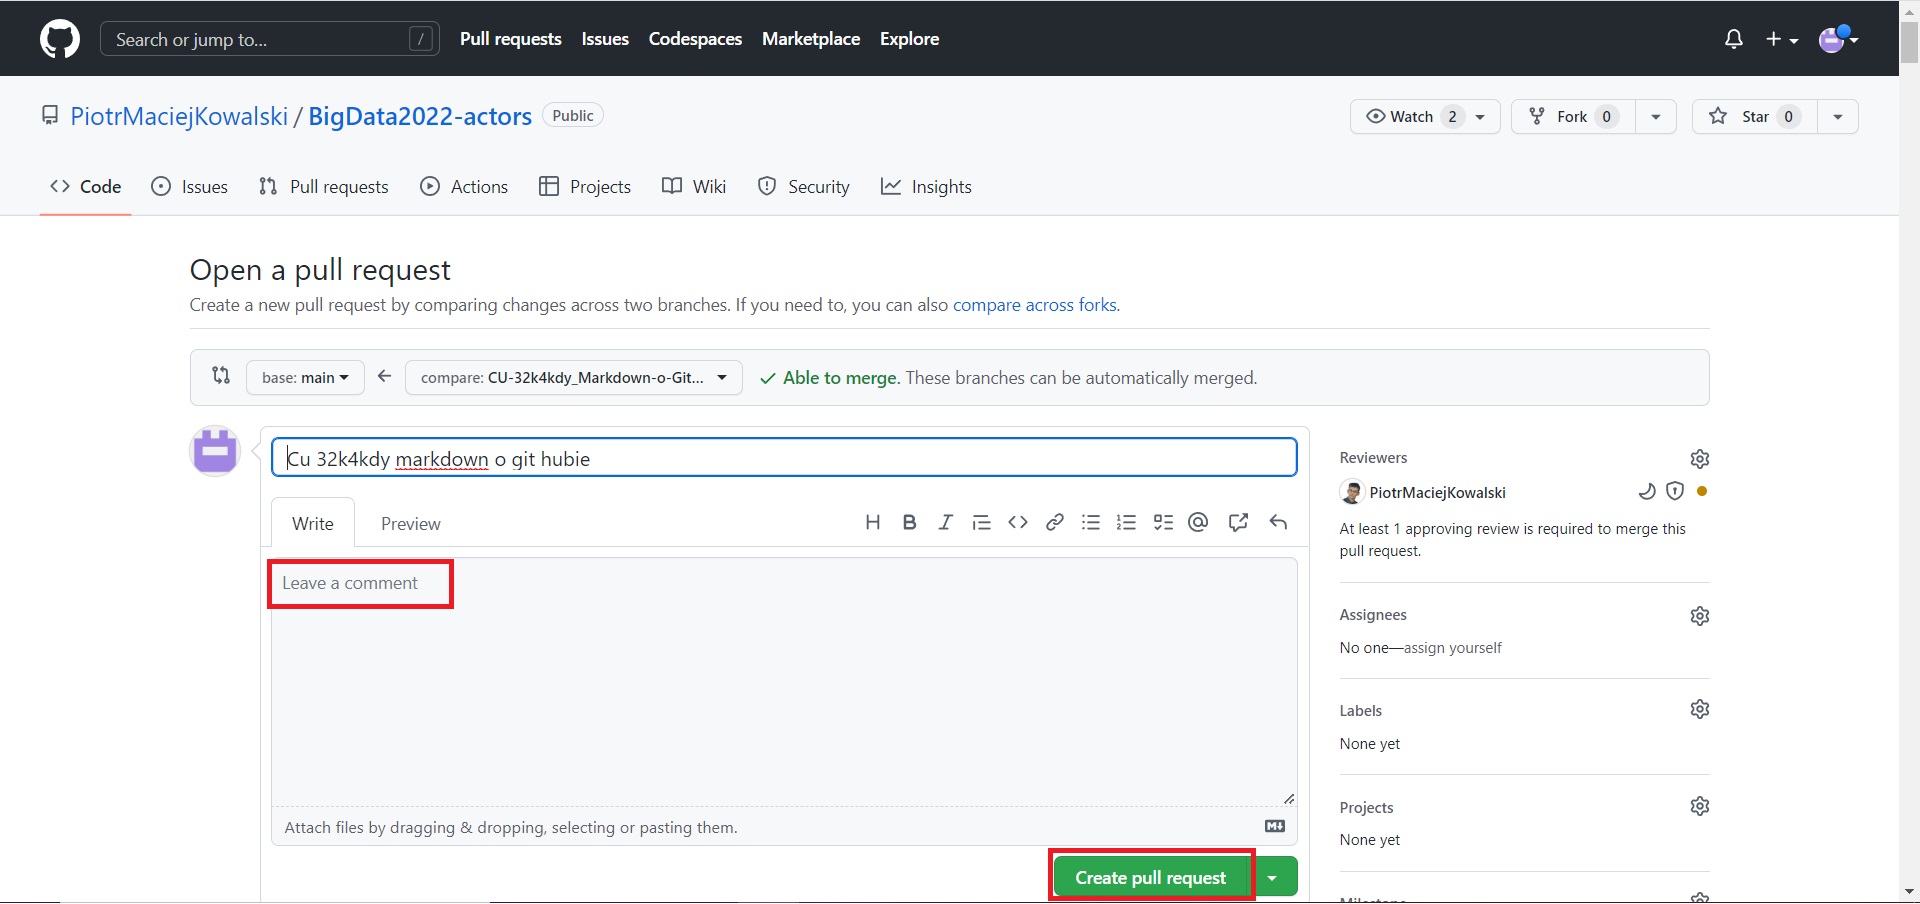 Search or jump to... /
Pull requests Issues Codespaces Marketplace Explore
PiotrMaciejKowalski / BigData2022-actors Public
Watch 2 Fork 0 Star 0
Code Issues Pull requests Actions Projects Wiki Security Insights
Open a pull request
Create a new pull request by comparing changes across two branches. If you need to, you can also compare across forks.
base: main compare: CU-32k4kdy_Markdown-o-Git... Able to merge. These branches can be automatically merged.
Cu 32k4kdy markdown o git hubie
Write Preview
Leave a comment
Attach files by dragging & dropping, selecting or pasting them.
Create pull request
Reviewers
PiotrMaciejKowalski
At least 1 approving review is required to merge this
pull request.
Assignees
No one—assign yourself
Labels
None yet
Projects
None yet